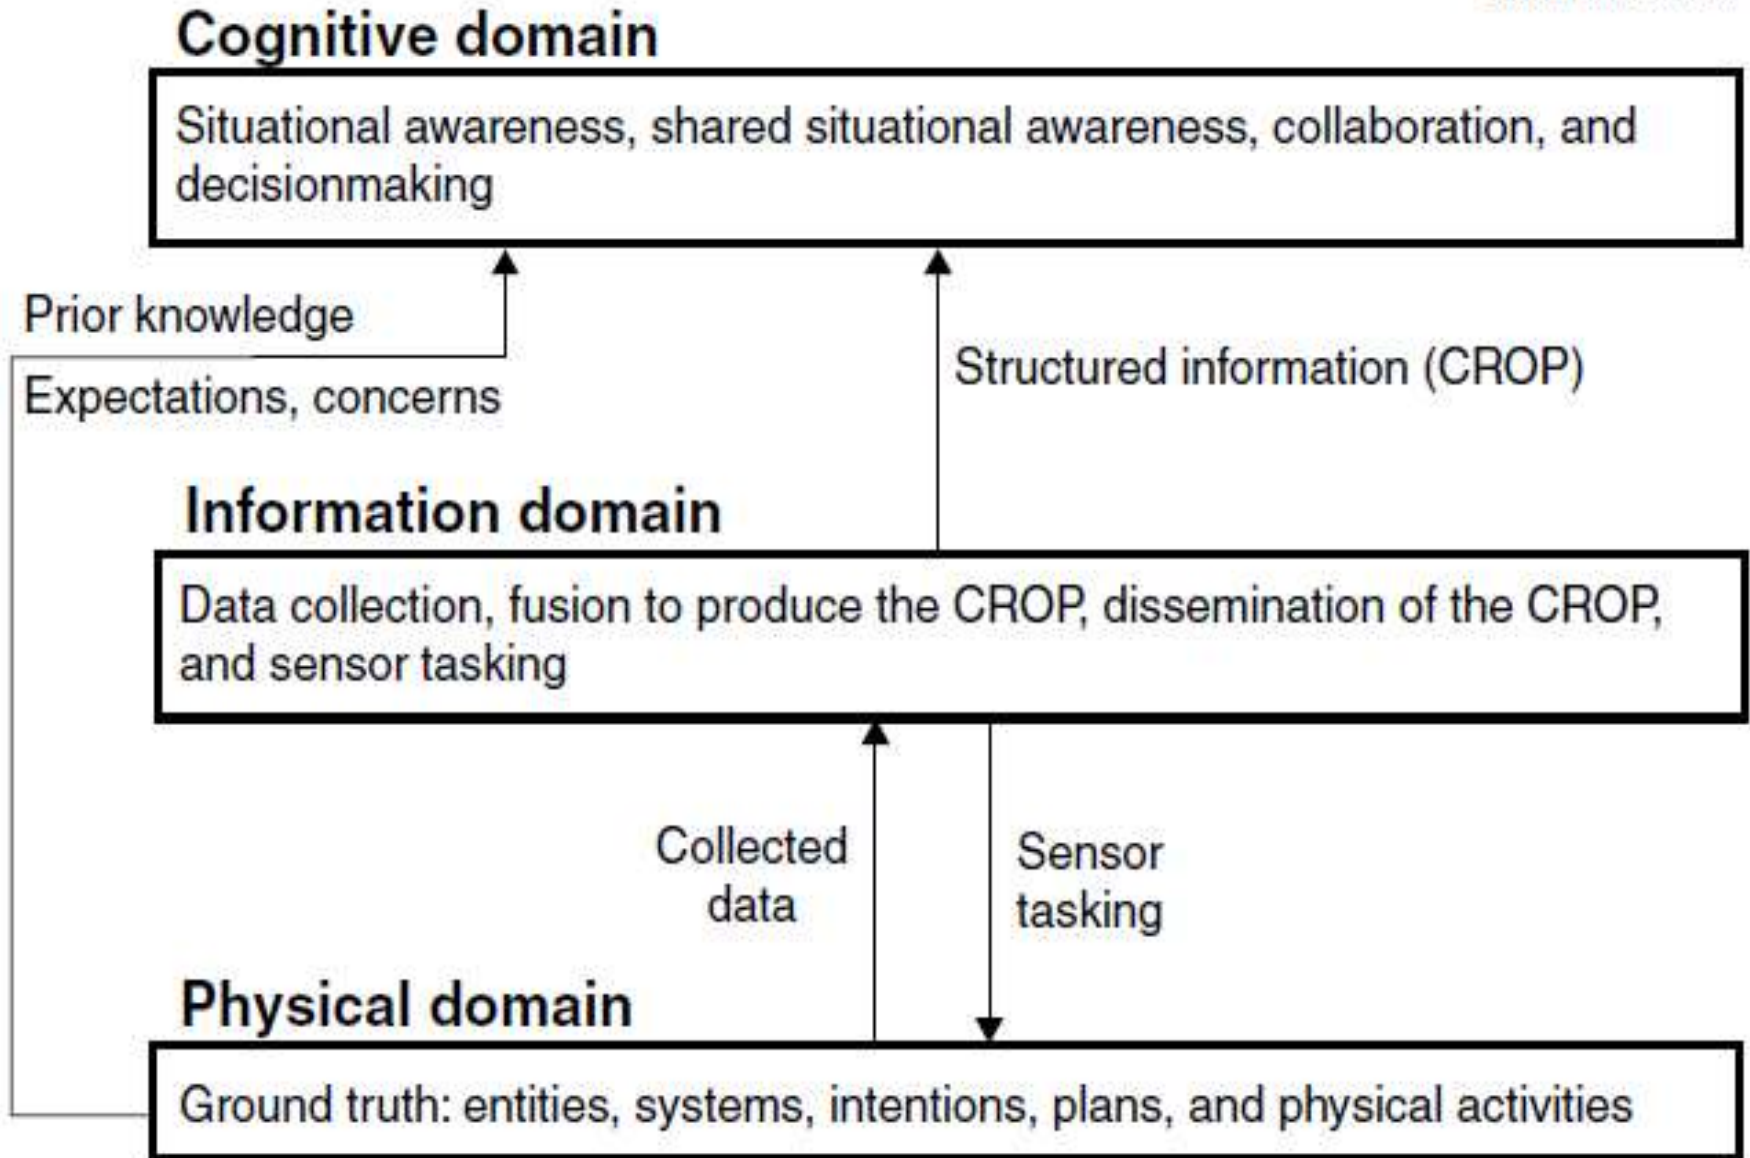 Cognitive domain
Situational awareness, shared situational awareness, collaboration, and
decisionmaking
Prior knowledge
Expectations, concerns
Structured information (CROP)
Information domain
Data collection, fusion to produce the CROP, dissemination of the CROP,
and sensor tasking
Collected
data
Sensor
tasking
Physical domain
Ground truth: entities, systems, intentions, plans, and physical activities